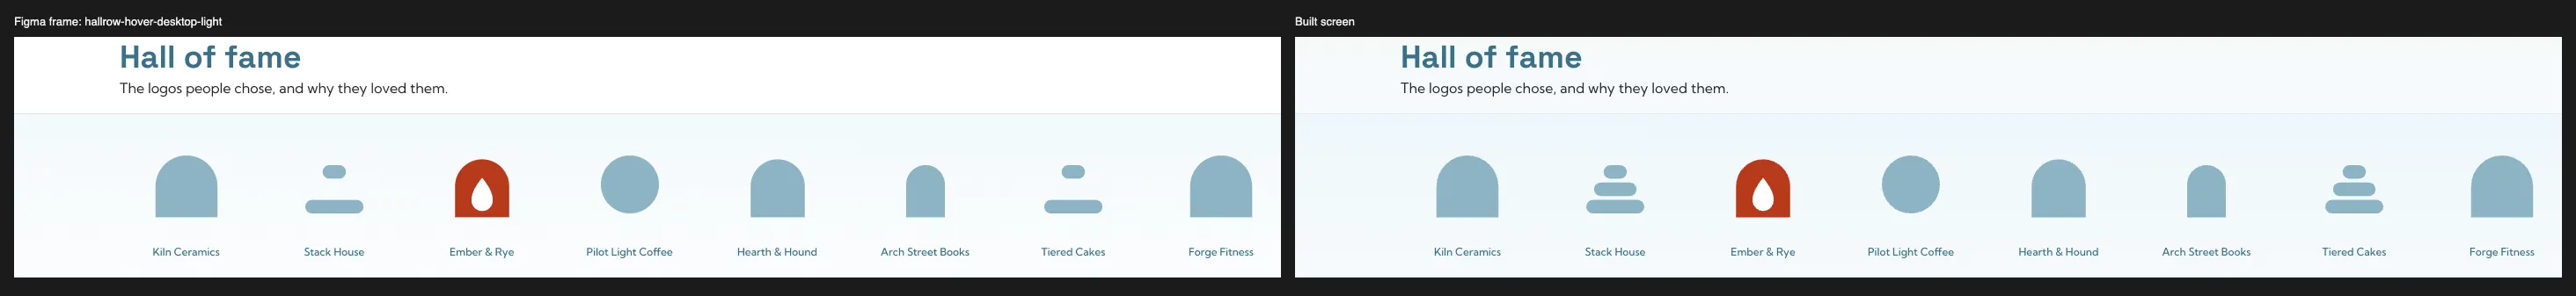 Figma frame: hallrow-hover-desktop-light
Hall of fame
The logos people chose, and why they loved them.
Kiln Ceramics
Stack House
Ember & Rye
Pilot Light Coffee
Hearth & Hound
Arch Street Books
Tiered Cakes
Forge Fitness
Built screen
Hall of fame
The logos people chose, and why they loved them.
Kiln Ceramics
Stack House
Ember & Rye
Pilot Light Coffee
Hearth & Hound
Arch Street Books
Tiered Cakes
Forge Fitness